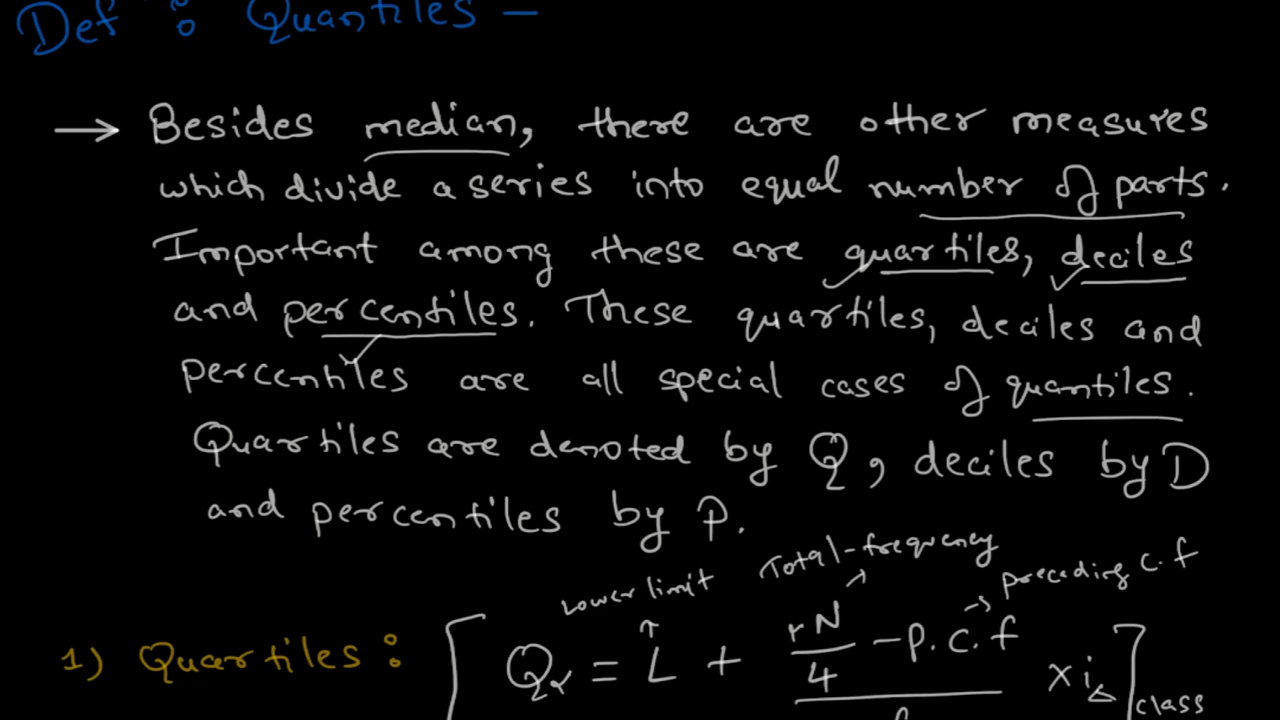 Def : Quantiles -
→ Besides median, there are other measures
which divide a series into equal number of parts.
Important among these are quartiles, deciles
and percentiles. These quartiles, deciles and
percentiles are all special cases of quantiles.
Quartiles are denoted by Q, deciles by D
and percentiles by P.
Lower limit Total-frequency → preceding c.f
1) Quartiles : [ Qr = L + (rN/4 - p.c.f)/f × i ] class